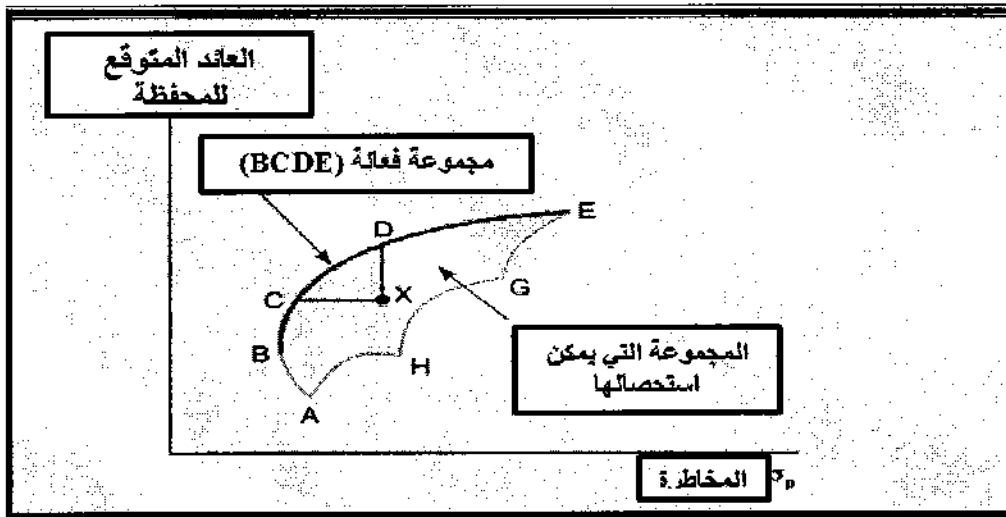 العائد المتوقع
للمحفظة
مجموعة فعالة (BCDE)
E
D
G
C
X
المجموعة التي يمكن
استحصالها
B
H
A
المخاطرة
σp